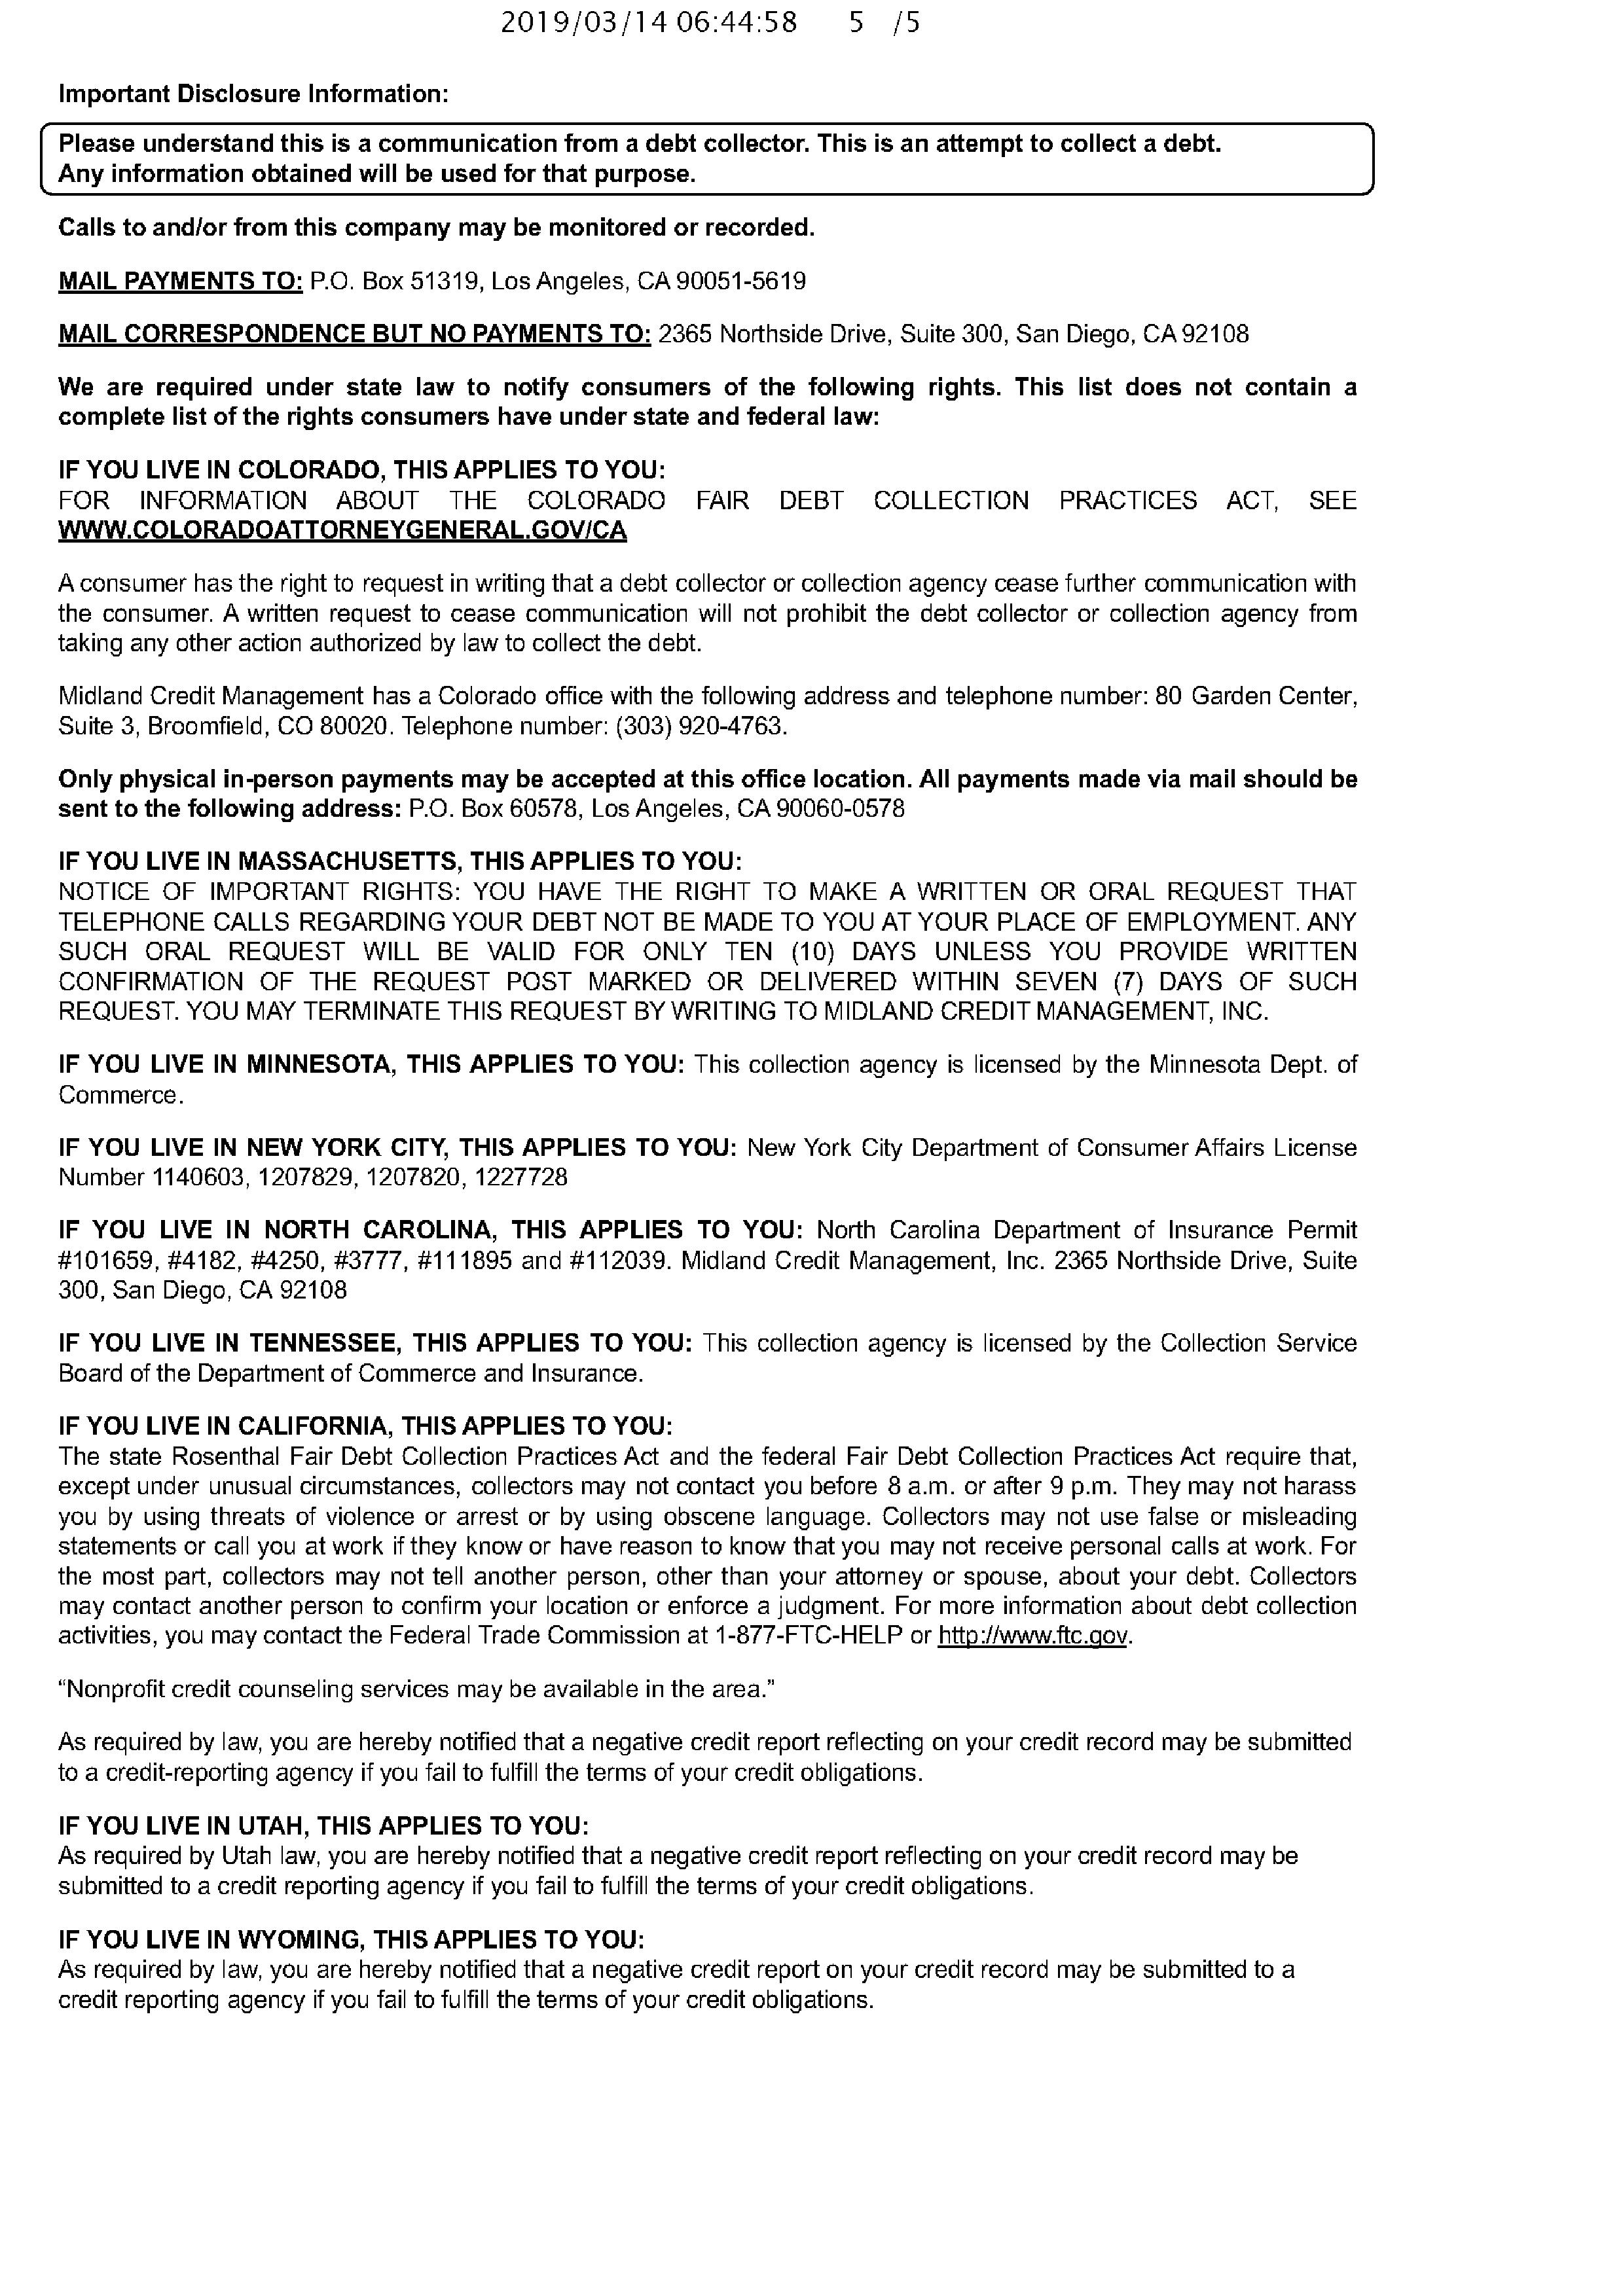 2019/03/14 06:44:58 5 /5
Important Disclosure Information:
Please understand this is a communication from a debt collector. This is an attempt to collect a debt.
Any information obtained will be used for that purpose.
Calls to and/or from this company may be monitored or recorded.
MAIL PAYMENTS TO: P.O. Box 51319, Los Angeles, CA 90051-5619
MAIL CORRESPONDENCE BUT NO PAYMENTS TO: 2365 Northside Drive, Suite 300, San Diego, CA 92108
We are required under state law to notify consumers of the following rights. This list does not contain a
complete list of the rights consumers have under state and federal law:
IF YOU LIVE IN COLORADO, THIS APPLIES TO YOU:
FOR INFORMATION ABOUT THE COLORADO FAIR DEBT COLLECTION PRACTICES ACT, SEE
WWW.COLORADOATTORNEYGENERAL.GOV/CA
A consumer has the right to request in writing that a debt collector or collection agency cease further communication with
the consumer. A written request to cease communication will not prohibit the debt collector or collection agency from
taking any other action authorized by law to collect the debt.
Midland Credit Management has a Colorado office with the following address and telephone number: 80 Garden Center,
Suite 3, Broomfield, CO 80020. Telephone number: (303) 920-4763.
Only physical in-person payments may be accepted at this office location. All payments made via mail should be
sent to the following address: P.O. Box 60578, Los Angeles, CA 90060-0578
IF YOU LIVE IN MASSACHUSETTS, THIS APPLIES TO YOU:
NOTICE OF IMPORTANT RIGHTS: YOU HAVE THE RIGHT TO MAKE A WRITTEN OR ORAL REQUEST THAT
TELEPHONE CALLS REGARDING YOUR DEBT NOT BE MADE TO YOU AT YOUR PLACE OF EMPLOYMENT. ANY
SUCH ORAL REQUEST WILL BE VALID FOR ONLY TEN (10) DAYS UNLESS YOU PROVIDE WRITTEN
CONFIRMATION OF THE REQUEST POST MARKED OR DELIVERED WITHIN SEVEN (7) DAYS OF SUCH
REQUEST. YOU MAY TERMINATE THIS REQUEST BY WRITING TO MIDLAND CREDIT MANAGEMENT, INC.
IF YOU LIVE IN MINNESOTA, THIS APPLIES TO YOU: This collection agency is licensed by the Minnesota Dept. of
Commerce.
IF YOU LIVE IN NEW YORK CITY, THIS APPLIES TO YOU: New York City Department of Consumer Affairs License
Number 1140603, 1207829, 1207820, 1227728
IF YOU LIVE IN NORTH CAROLINA, THIS APPLIES TO YOU: North Carolina Department of Insurance Permit
#101659, #4182, #4250, #3777, #111895 and #112039. Midland Credit Management, Inc. 2365 Northside Drive, Suite
300, San Diego, CA 92108
IF YOU LIVE IN TENNESSEE, THIS APPLIES TO YOU: This collection agency is licensed by the Collection Service
Board of the Department of Commerce and Insurance.
IF YOU LIVE IN CALIFORNIA, THIS APPLIES TO YOU:
The state Rosenthal Fair Debt Collection Practices Act and the federal Fair Debt Collection Practices Act require that,
except under unusual circumstances, collectors may not contact you before 8 a.m. or after 9 p.m. They may not harass
you by using threats of violence or arrest or by using obscene language. Collectors may not use false or misleading
statements or call you at work if they know or have reason to know that you may not receive personal calls at work. For
the most part, collectors may not tell another person, other than your attorney or spouse, about your debt. Collectors
may contact another person to confirm your location or enforce a judgment. For more information about debt collection
activities, you may contact the Federal Trade Commission at 1-877-FTC-HELP or http://www.ftc.gov.
“Nonprofit credit counseling services may be available in the area.”
As required by law, you are hereby notified that a negative credit report reflecting on your credit record may be submitted
to a credit-reporting agency if you fail to fulfill the terms of your credit obligations.
IF YOU LIVE IN UTAH, THIS APPLIES TO YOU:
As required by Utah law, you are hereby notified that a negative credit report reflecting on your credit record may be
submitted to a credit reporting agency if you fail to fulfill the terms of your credit obligations.
IF YOU LIVE IN WYOMING, THIS APPLIES TO YOU:
As required by law, you are hereby notified that a negative credit report on your credit record may be submitted to a
credit reporting agency if you fail to fulfill the terms of your credit obligations.